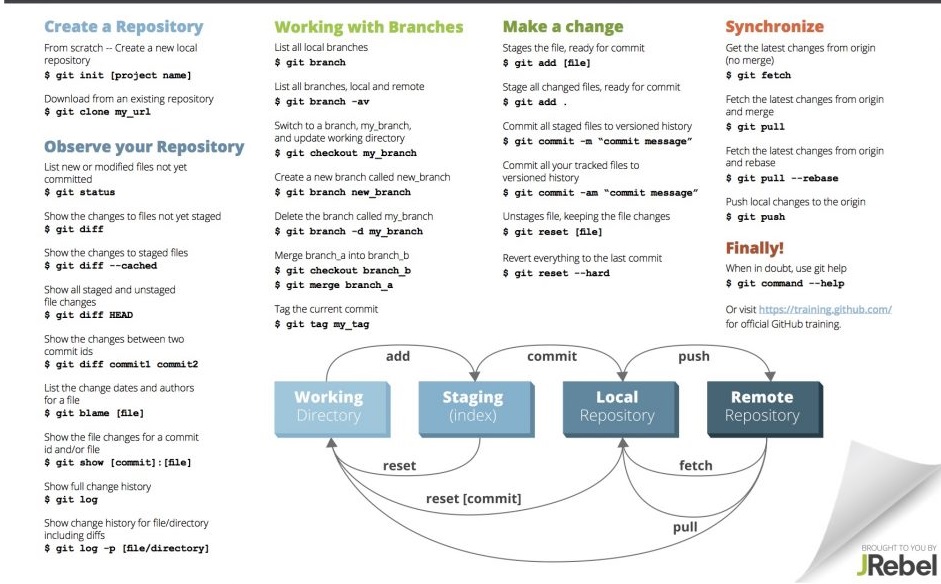 Create a Repository
From scratch -- Create a new local
repository
$ git init [project name]
Download from an existing repository
$ git clone my_url
Observe your Repository
List new or modified files not yet
committed
$ git status
Show the changes to files not yet staged
$ git diff
Show the changes to staged files
$ git diff --cached
Show all staged and unstaged
file changes
$ git diff HEAD
Show the changes between two
commit ids
$ git diff commit1 commit2
List the change dates and authors
for a file
$ git blame [file]
Show the file changes for a commit
id and/or file
$ git show [commit]:[file]
Show full change history
$ git log
Show change history for file/directory
including diffs
$ git log -p [file/directory]
Working with Branches
List all local branches
$ git branch
List all branches, local and remote
$ git branch -av
Switch to a branch, my_branch,
and update working directory
$ git checkout my_branch
Create a new branch called new_branch
$ git branch new_branch
Delete the branch called my_branch
$ git branch -d my_branch
Merge branch_a into branch_b
$ git checkout branch_b
$ git merge branch_a
Tag the current commit
$ git tag my_tag
Make a change
Stages the file, ready for commit
$ git add [file]
Stage all changed files, ready for commit
$ git add .
Commit all staged files to versioned history
$ git commit -m “commit message”
Commit all your tracked files to
versioned history
$ git commit -am “commit message”
Unstages file, keeping the file changes
$ git reset [file]
Revert everything to the last commit
$ git reset --hard
Synchronize
Get the latest changes from origin
(no merge)
$ git fetch
Fetch the latest changes from origin
and merge
$ git pull
Fetch the latest changes from origin
and rebase
$ git pull --rebase
Push local changes to the origin
$ git push
Finally!
When in doubt, use git help
$ git command --help
Or visit https://training.github.com/
for official GitHub training.
add
commit
push
Working
Directory
Staging
(index)
Local
Repository
Remote
Repository
reset
fetch
reset [commit]
pull
BROUGHT TO YOU BY
JRebel